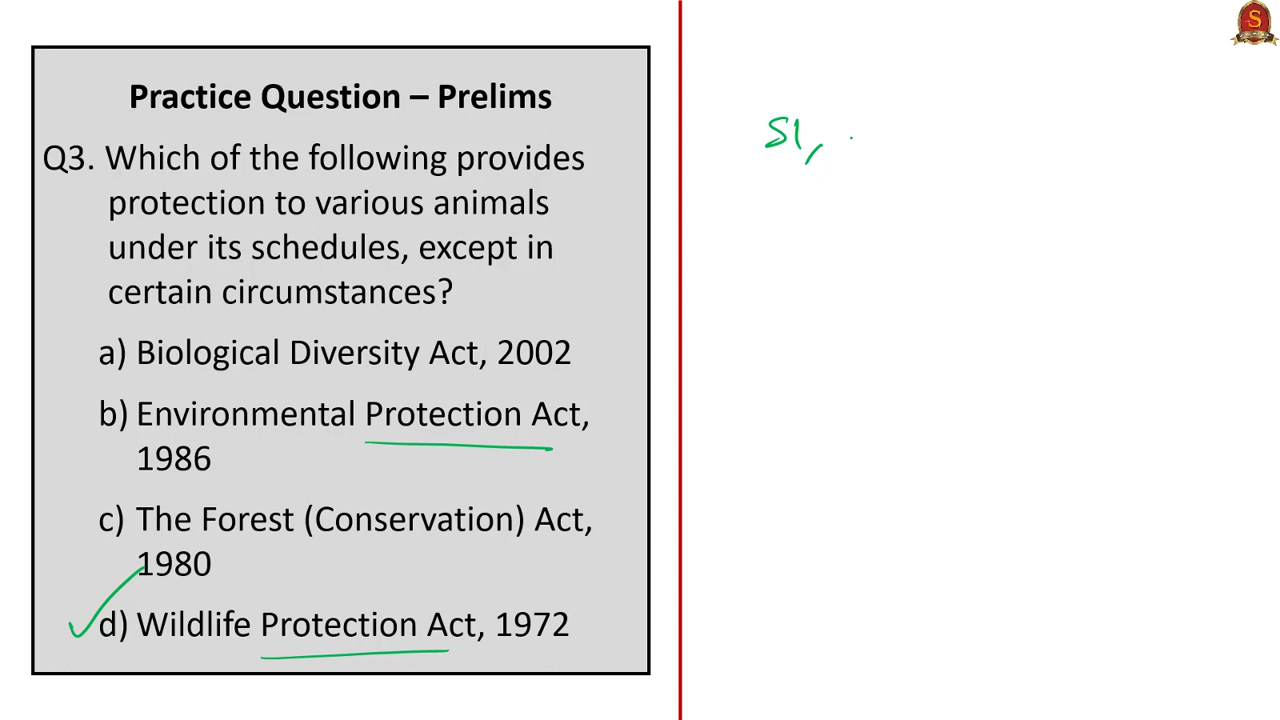 Practice Question – Prelims
Q3. Which of the following provides
protection to various animals
under its schedules, except in
certain circumstances?
a) Biological Diversity Act, 2002
b) Environmental Protection Act,
1986
c) The Forest (Conservation) Act,
1980
d) Wildlife Protection Act, 1972
S1,
S